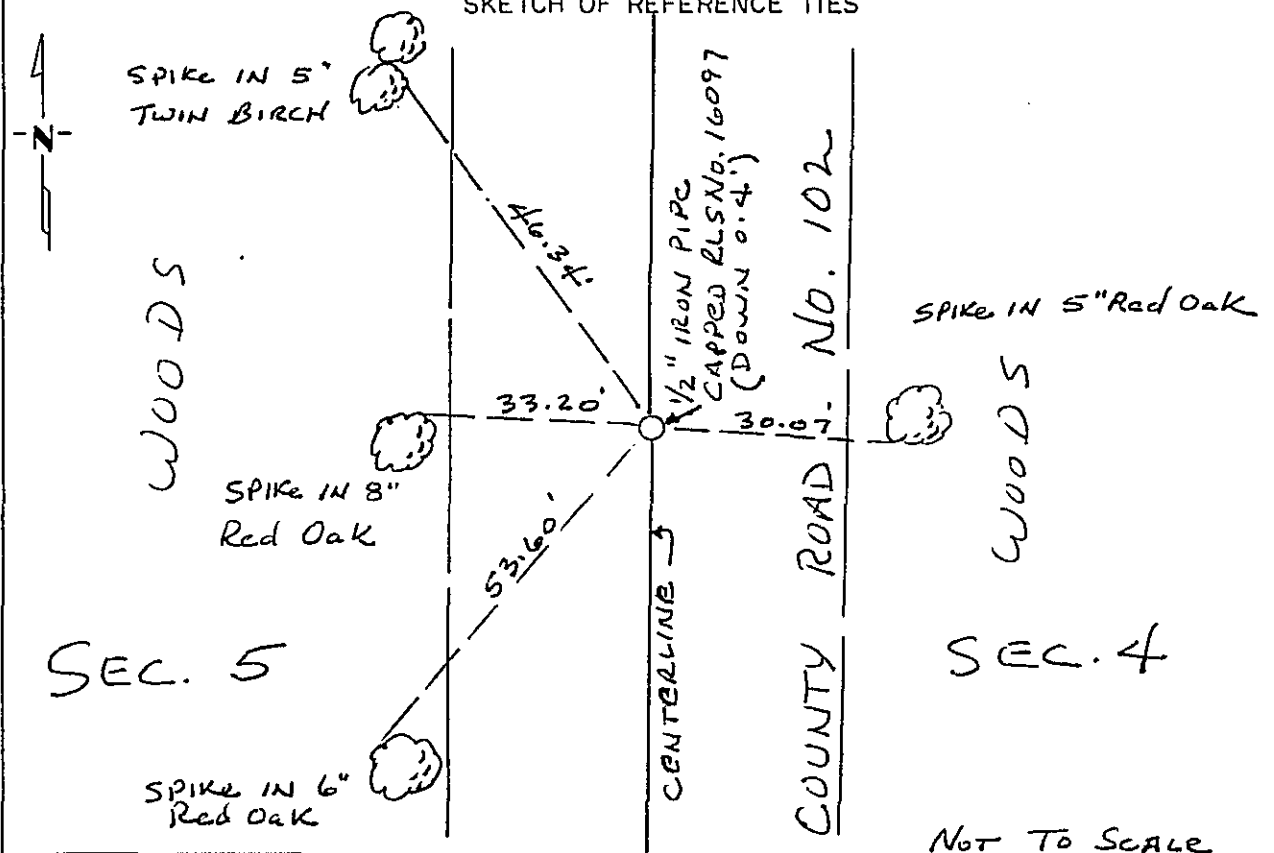 SKETCH OF REFERENCE TIES
SPIKE IN 5"
TWIN BIRCH
-N-
46.34'
1/2" IRON PIPE
CAPPED RLS No. 16097
(DOWN 0.4')
WOODS
COUNTY ROAD No. 102
SPIKE IN 5" Red Oak
33.20'
30.07'
WOODS
SPIKE IN 8"
Red Oak
53.60'
CENTERLINE
SEC. 5
SEC. 4
SPIKE IN 6"
Red Oak
NOT TO SCALE